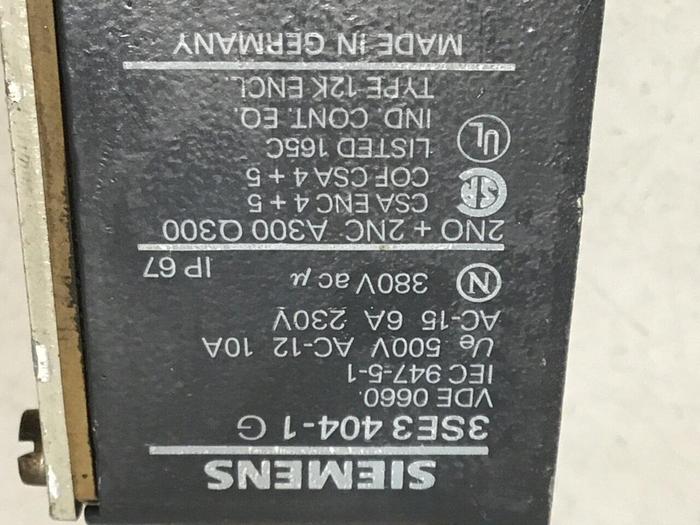 SIEMENS
3SE3 404-1 G
VDE 0660.
IEC 947-5-1
Ue 500V AC-12 10A
AC-15 6A 230V
N 380V ac µ IP 67
2NO + 2NC A300 Q300
SA CSA ENC 4 + 5
COF CSA 4 + 5
UL LISTED 165C
IND. CONT. EQ.
TYPE 12K ENCL.
MADE IN GERMANY